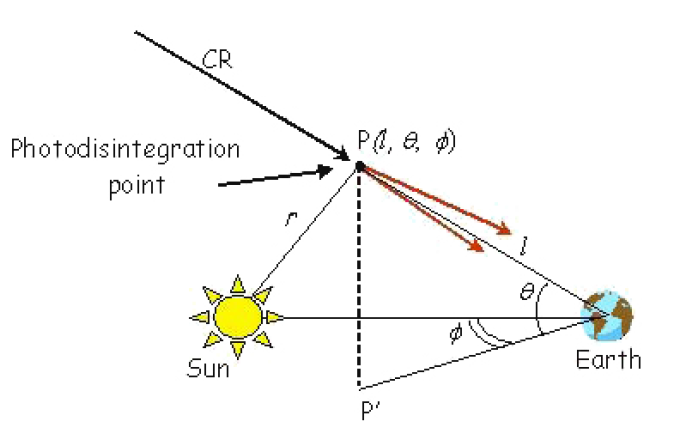 CR
P(l, θ, ϕ)
Photodisintegration
point
r
l
θ
ϕ
Sun
Earth
P′